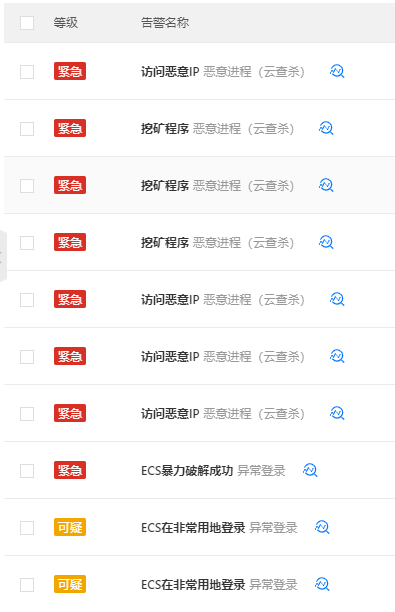 等级 告警名称
紧急 访问恶意IP 恶意进程（云查杀）
紧急 挖矿程序 恶意进程（云查杀）
紧急 挖矿程序 恶意进程（云查杀）
紧急 挖矿程序 恶意进程（云查杀）
紧急 访问恶意IP 恶意进程（云查杀）
紧急 访问恶意IP 恶意进程（云查杀）
紧急 访问恶意IP 恶意进程（云查杀）
紧急 ECS暴力破解成功 异常登录
可疑 ECS在非常用地登录 异常登录
可疑 ECS在非常用地登录 异常登录